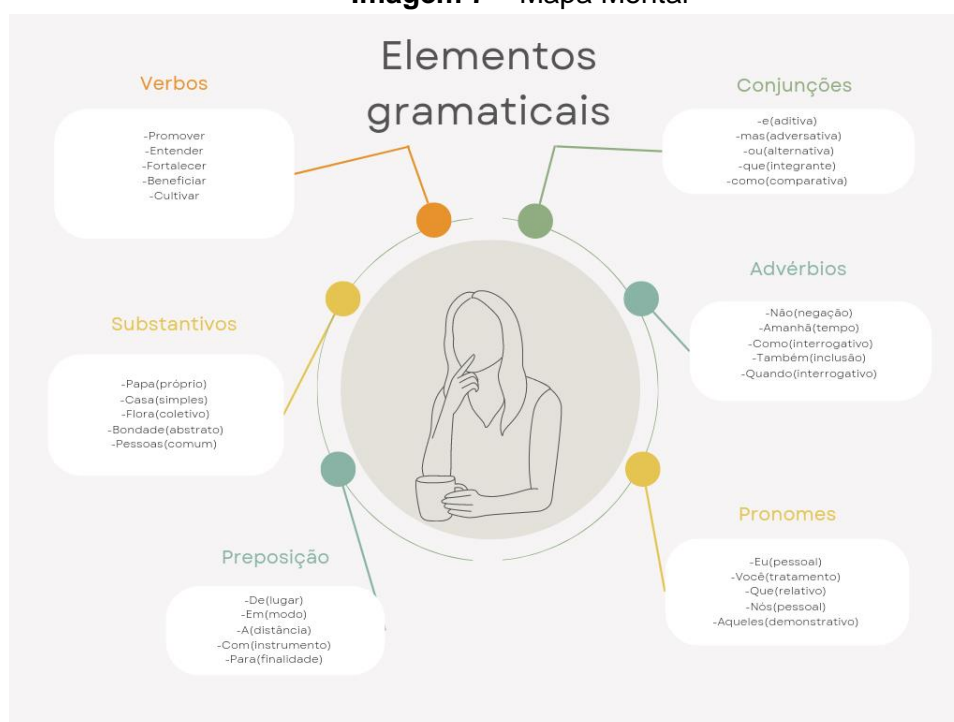 Mapa Mental
Elementos
gramaticais
Verbos
-Promover
-Entender
-Fortalecer
-Beneficiar
-Cultivar
Substantivos
-Papa(próprio)
-Casa(simples)
-Flora(coletivo)
-Bondade(abstrato)
-Pessoas(comum)
Preposição
-De(lugar)
-Em(modo)
-A(distância)
-Com(instrumento)
-Para(finalidade)
Conjunções
-e(aditiva)
-mas(adversativa)
-ou(alternativa)
-que(integrante)
-como(comparativa)
Advérbios
-Não(negação)
-Amanhã(tempo)
-Como(interrogativo)
-Também(inclusão)
-Quando(interrogativo)
Pronomes
-Eu(pessoal)
-Você(tratamento)
-Que(relativo)
-Nós(pessoal)
-Aqueles(demonstrativo)